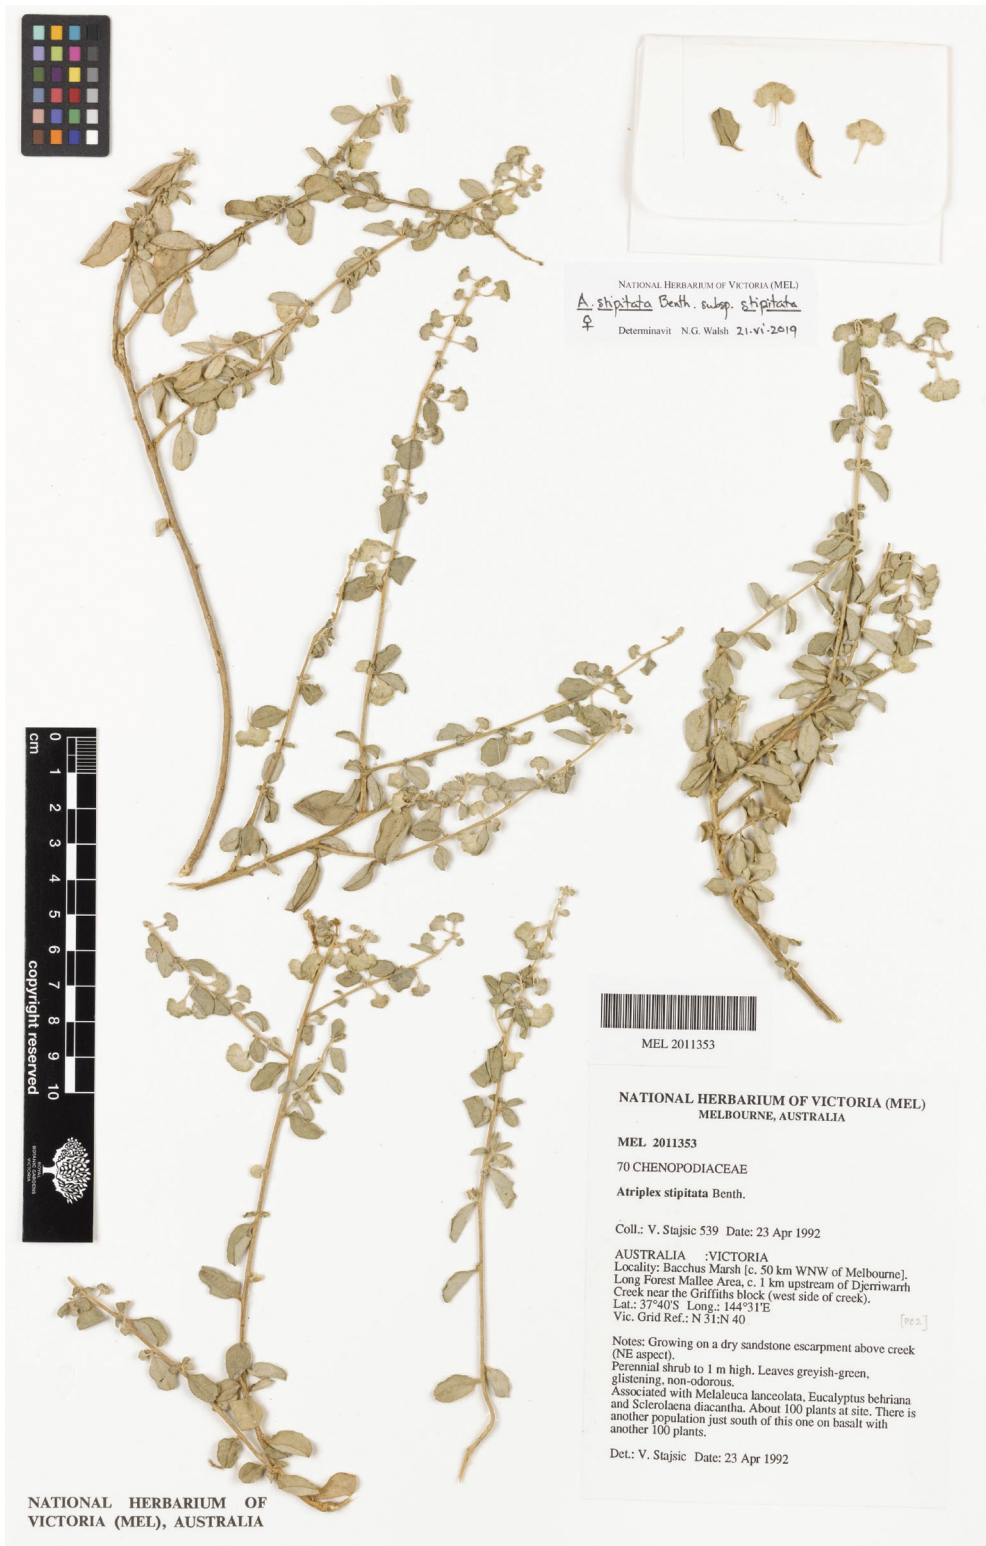 NATIONAL HERBARIUM OF VICTORIA (MEL)
A. stipitata Benth. subsp. stipitata
♀
Determinavit N.G. Walsh 21-vi-2019
cm
0
1
2
3
4
5
6
7
8
9
10
copyright reserved
ROYAL
BOTANIC GARDENS
VICTORIA
MEL 2011353
NATIONAL HERBARIUM OF VICTORIA (MEL)
MELBOURNE, AUSTRALIA
MEL 2011353
70 CHENOPODIACEAE
Atriplex stipitata Benth.
Coll.: V. Stajsic 539 Date: 23 Apr 1992
AUSTRALIA :VICTORIA
Locality: Bacchus Marsh [c. 50 km WNW of Melbourne].
Long Forest Mallee Area, c. 1 km upstream of Djerriwarrh
Creek near the Griffiths block (west side of creek).
Lat.: 37°40'S Long.: 144°31'E
Vic. Grid Ref.: N 31:N 40
[PC2]
Notes: Growing on a dry sandstone escarpment above creek
(NE aspect).
Perennial shrub to 1 m high. Leaves greyish-green,
glistening, non-odorous.
Associated with Melaleuca lanceolata, Eucalyptus behriana
and Sclerolaena diacantha. About 100 plants at site. There is
another population just south of this one on basalt with
another 100 plants.
Det.: V. Stajsic Date: 23 Apr 1992
NATIONAL HERBARIUM OF
VICTORIA (MEL), AUSTRALIA